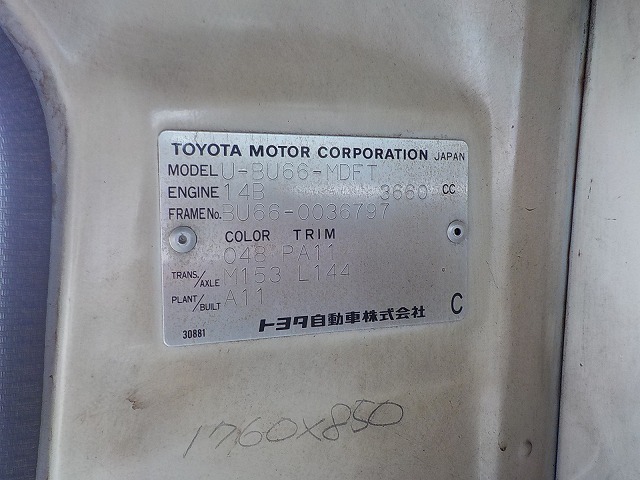 TOYOTA MOTOR CORPORATION JAPAN
MODEL U-BU66-MDFT
ENGINE 14B 3660 CC
FRAME No. BU66-0036797
COLOR TRIM
048 PA11
TRANS./AXLE M153 L144
PLANT/BUILT A11
トヨタ自動車株式会社 C
30881
1760x850